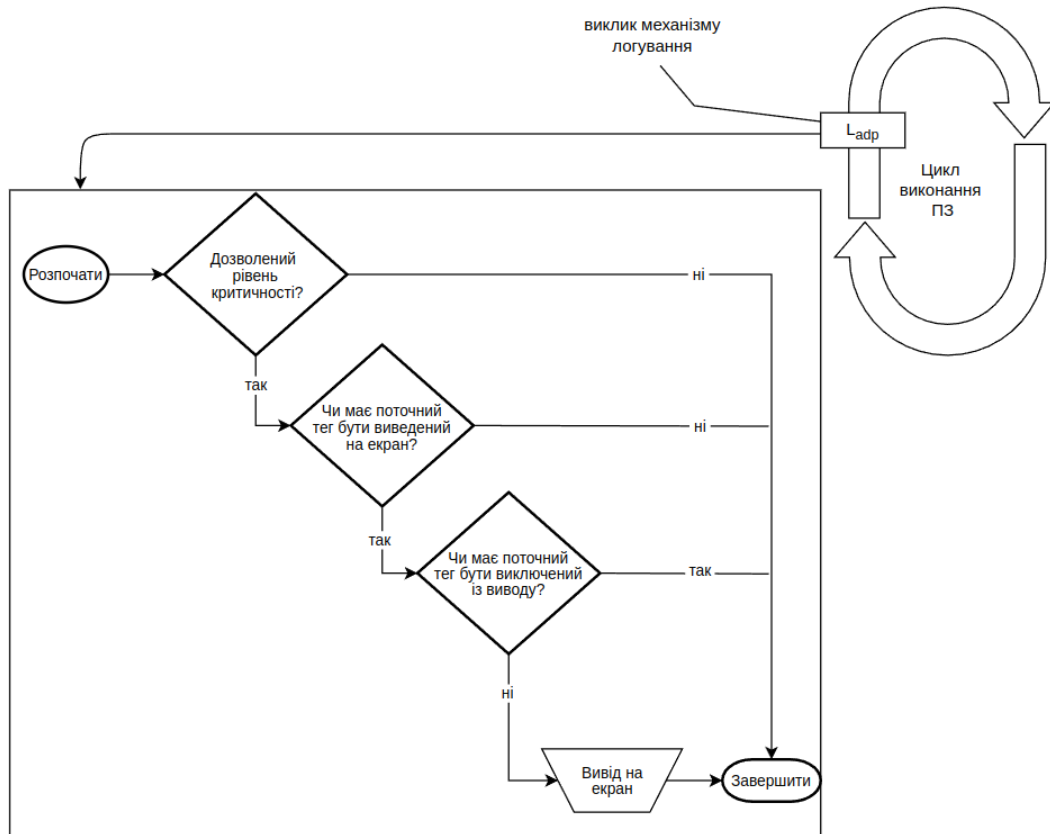 виклик механізму
логування
L_adp
Цикл
виконання
ПЗ
Розпочати
Дозволений
рівень
критичності?
ні
так
Чи має поточний
тег бути виведений
на екран?
ні
так
Чи має поточний
тег бути виключений
із виводу?
так
ні
Вивід на
екран
Завершити